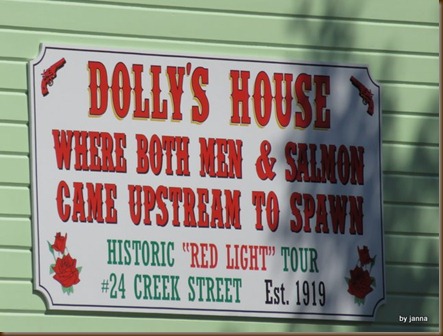 DOLLY'S HOUSE
WHERE BOTH MEN & SALMON
CAME UPSTREAM TO SPAWN
HISTORIC "RED LIGHT" TOUR
#24 CREEK STREET Est. 1919
by janna